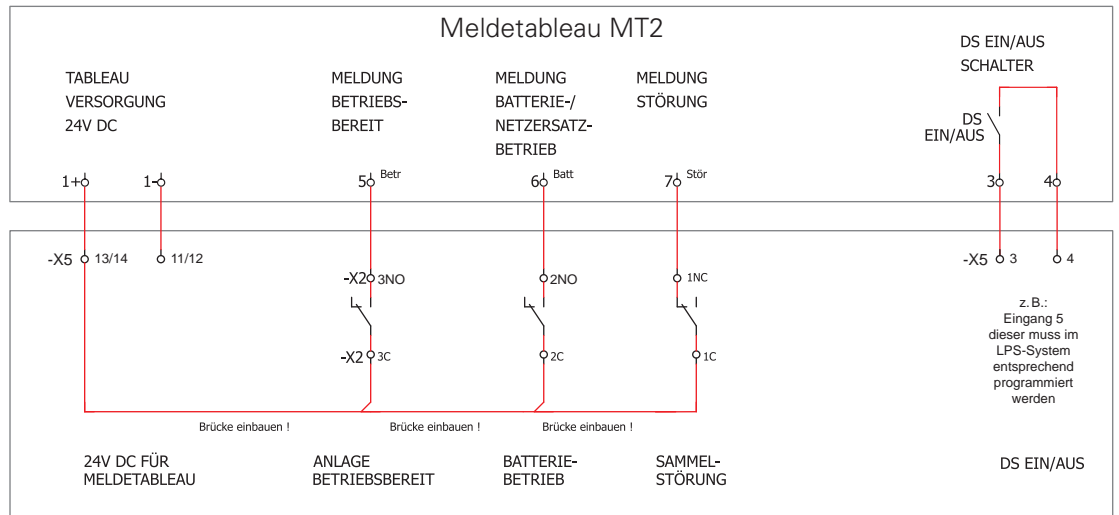 Meldetableau MT2
TABLEAU
VERSORGUNG
24V DC
MELDUNG
BETRIEBS-
BEREIT
MELDUNG
BATTERIE-/
NETZERSATZ-
BETRIEB
MELDUNG
STÖRUNG
DS EIN/AUS
SCHALTER
DS
EIN/AUS
1+
1-
5 Betr
6 Batt
7 Stör
3
4
-X5 13/14
11/12
-X2 3NO
2NO
1NC
-X5 3
4
-X2 3C
2C
1C
z.B.:
Eingang 5
dieser muss im
LPS-System
entsprechend
programmiert
werden
Brücke einbauen !
Brücke einbauen !
Brücke einbauen !
24V DC FÜR
MELDETABLEAU
ANLAGE
BETRIEBSBEREIT
BATTERIE-
BETRIEB
SAMMEL-
STÖRUNG
DS EIN/AUS